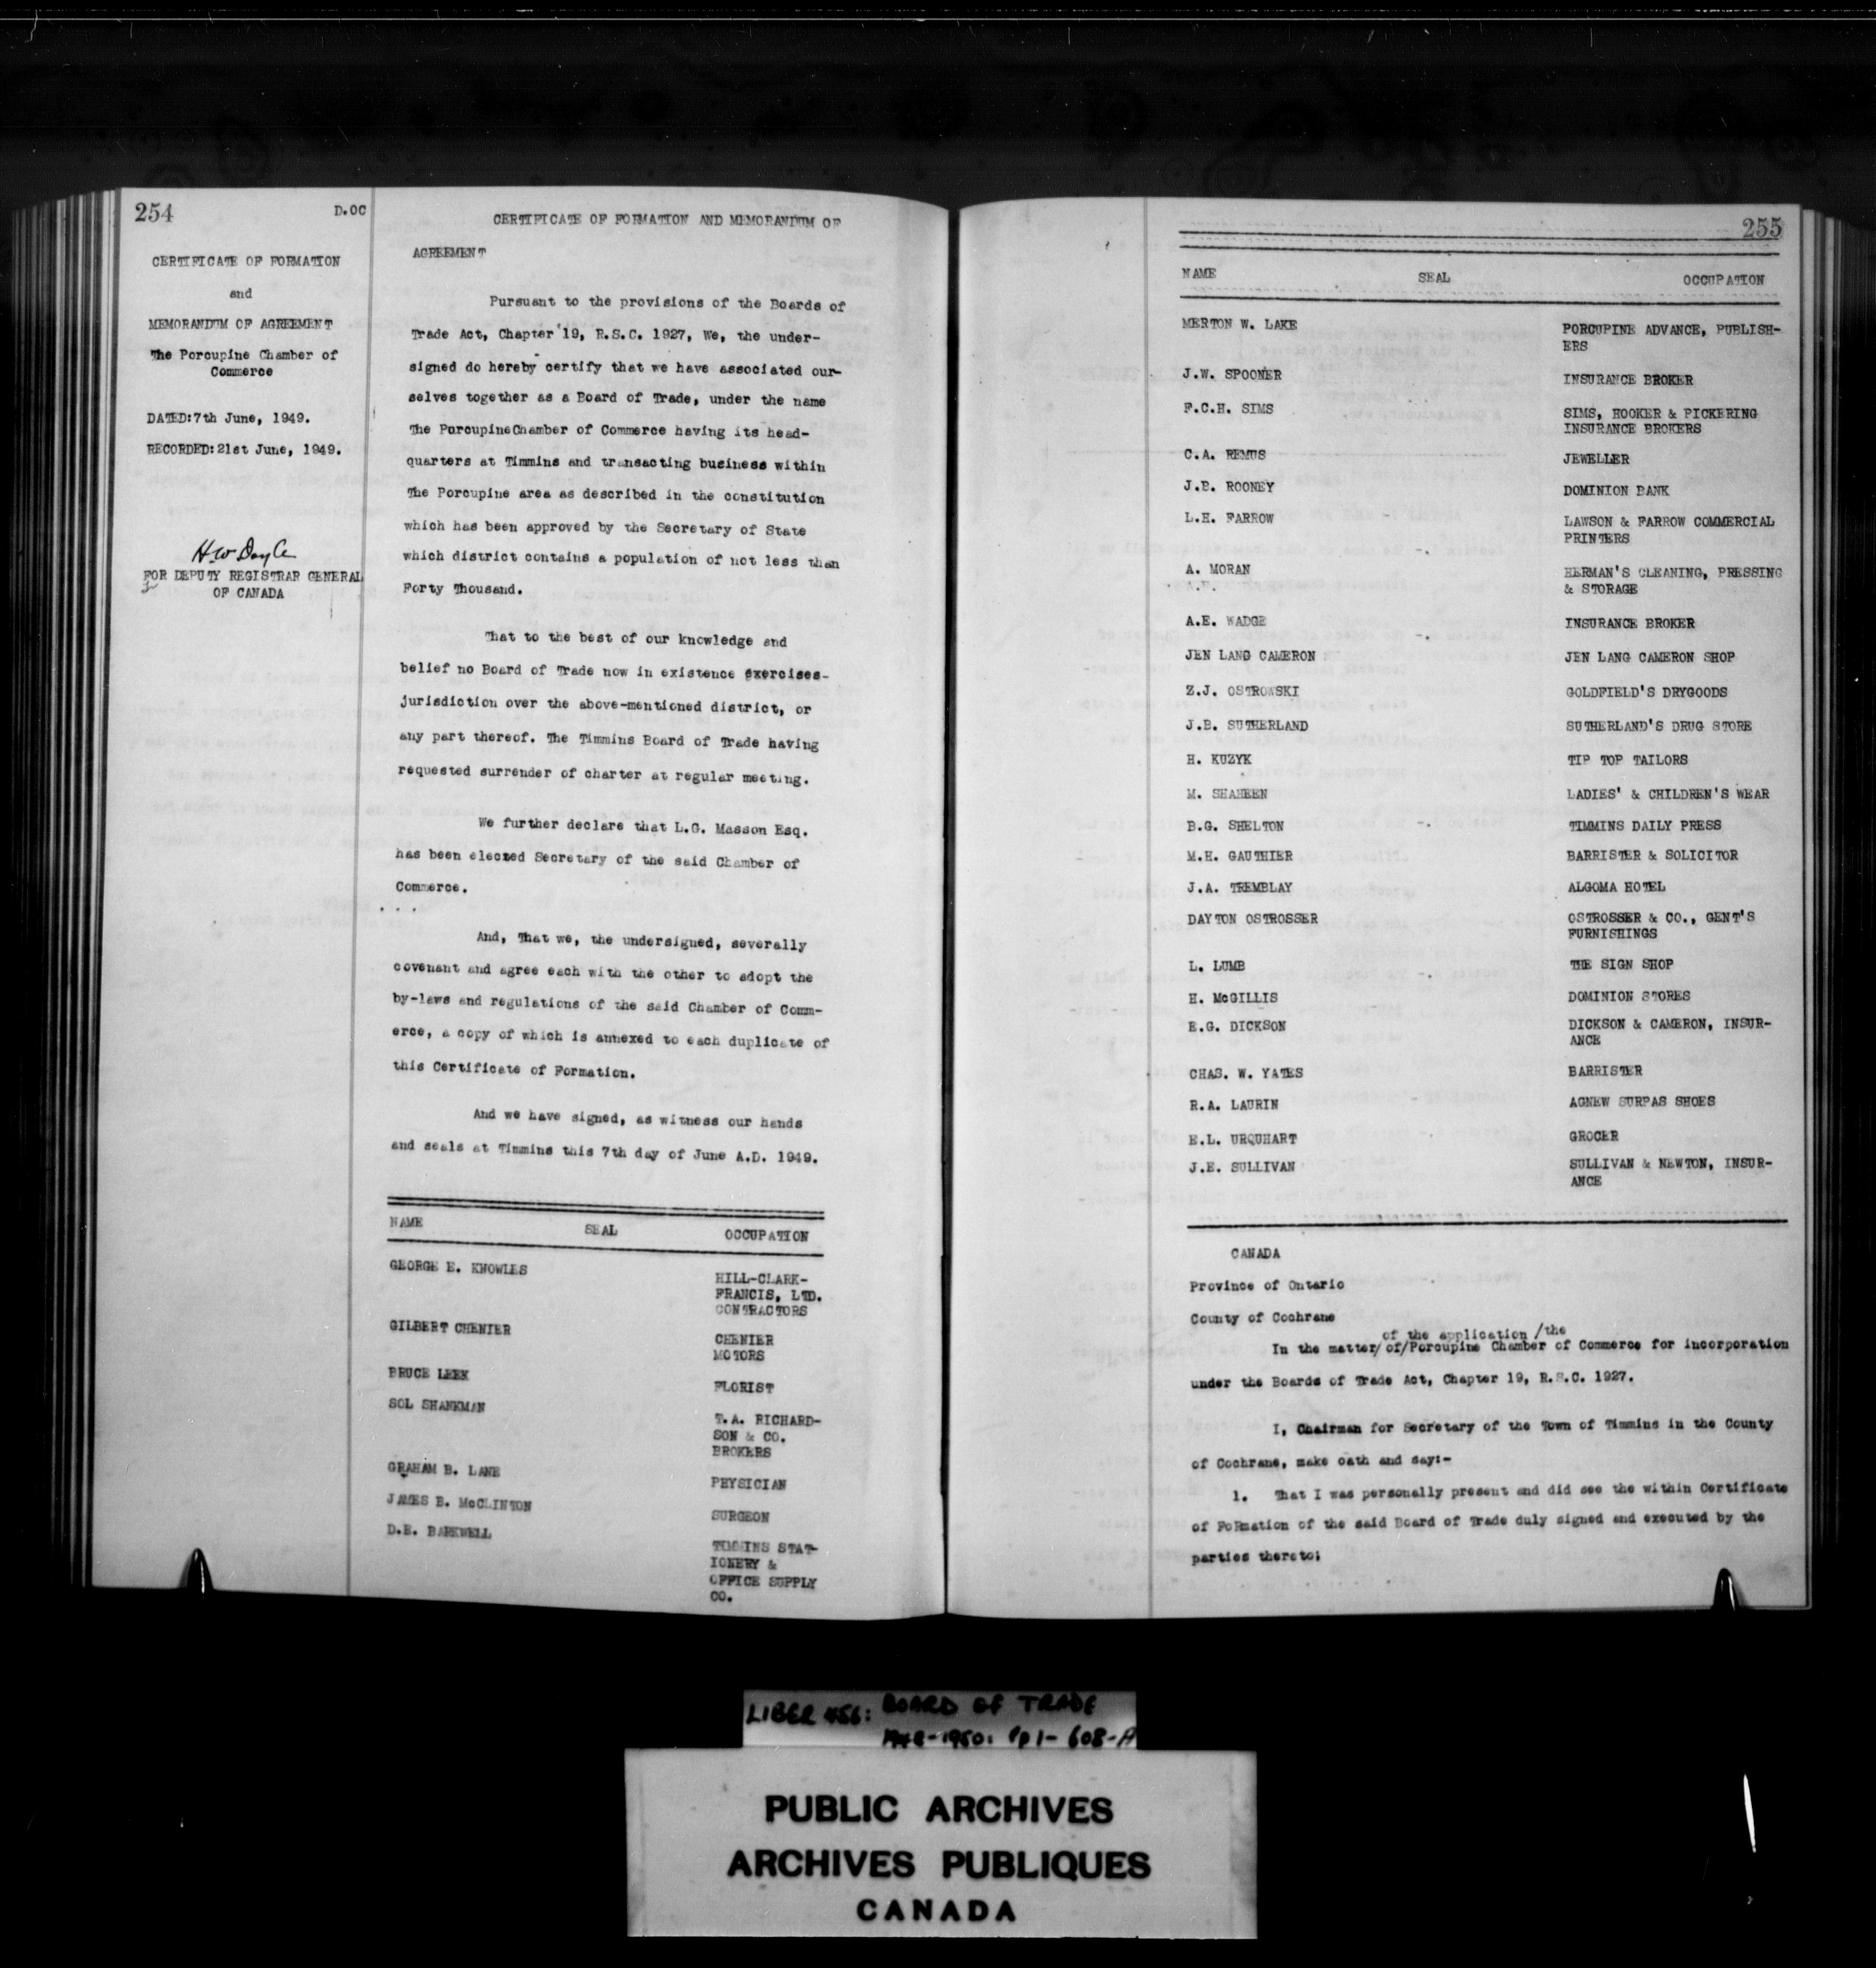 254
D.OC
CERTIFICATE OF FORMATION
and
MEMORANDUM OF AGREEMENT
The Porcupine Chamber of
Commerce
DATED:7th June, 1949.
RECORDED:21st June, 1949.
FOR DEPUTY REGISTRAR GENERAL
OF CANADA
CERTIFICATE OF FORMATION AND MEMORANDUM OF
AGREEMENT
Pursuant to the provisions of the Boards of
Trade Act, Chapter 19, R.S.C. 1927, We, the under-
signed do hereby certify that we have associated our-
selves together as a Board of Trade, under the name
The PorcupineChamber of Commerce having its head-
quarters at Timmins and transacting business within
The Porcupine area as described in the constitution
which has been approved by the Secretary of State
which district contains a population of not less than
Forty Thousand.
That to the best of our knowledge and
belief no Board of Trade now in existence exercises-
jurisdiction over the above-mentioned district, or
any part thereof. The Timmins Board of Trade having
requested surrender of charter at regular meeting.
We further declare that L.G. Masson Esq.
has been elected Secretary of the said Chamber of
Commerce.
. . .
And, That we, the undersigned, severally
covenant and agree each with the other to adopt the
by-laws and regulations of the said Chamber of Comm-
erce, a copy of which is annexed to each duplicate of
this Certificate of Formation.
And we have signed, as witness our hands
and seals at Timmins this 7th day of June A.D. 1949.
NAME SEAL OCCUPATION
GEORGE E. KNOWLES HILL-CLARK-
FRANCIS, LTD.
CONTRACTORS
GILBERT CHENIER CHENIER
MOTORS
BRUCE LEEK FLORIST
SOL SHANKMAN T.A. RICHARD-
SON & CO.
BROKERS
GRAHAM B. LANE PHYSICIAN
JAMES B. McCLINTON SURGEON
D.E. BARKWELL TIMMINS STAT-
IONERY &
OFFICE SUPPLY
CO.
255
NAME SEAL OCCUPATION
MERTON W. LAKE PORCUPINE ADVANCE, PUBLISH-
ERS
J.W. SPOONER INSURANCE BROKER
F.C.H. SIMS SIMS, HOOKER & PICKERING
INSURANCE BROKERS
C.A. REMUS JEWELLER
J.B. ROONEY DOMINION BANK
L.H. FARROW LAWSON & FARROW COMMERCIAL
PRINTERS
A. MORAN HERMAN'S CLEANING, PRESSING
& STORAGE
A.E. WADGE INSURANCE BROKER
JEN LANG CAMERON JEN LANG CAMERON SHOP
Z.J. OSTROWSKI GOLDFIELD'S DRYGOODS
J.B. SUTHERLAND SUTHERLAND'S DRUG STORE
H. KUZYK TIP TOP TAILORS
M. SHAHEEN LADIES' & CHILDREN'S WEAR
B.G. SHELTON TIMMINS DAILY PRESS
M.H. GAUTHIER BARRISTER & SOLICITOR
J.A. TREMBLAY ALGOMA HOTEL
DAYTON OSTROSSER OSTROSSER & CO., GENT'S
FURNISHINGS
L. LUMB THE SIGN SHOP
H. McGILLIS DOMINION STORES
E.G. DICKSON DICKSON & CAMERON, INSUR-
ANCE
CHAS. W. YATES BARRISTER
R.A. LAURIN AGNEW SURPAS SHOES
E.L. URQUHART GROCER
J.E. SULLIVAN SULLIVAN & NEWTON, INSUR-
ANCE
CANADA
Province of Ontario
County of Cochrane
of the application /the
In the matter/ of/Porcupine Chamber of Commerce for incorporation
under the Boards of Trade Act, Chapter 19, R.S.C. 1927.
I, Chairman for Secretary of the Town of Timmins in the County
of Cochrane, make oath and say:-
1. That I was personally present and did see the within Certificate
of FoRmation of the said Board of Trade duly signed and executed by the
parties thereto;
LIBER 456: BOARD OF TRADE
-1950: pp 1- 608-A
PUBLIC ARCHIVES
ARCHIVES PUBLIQUES
CANADA